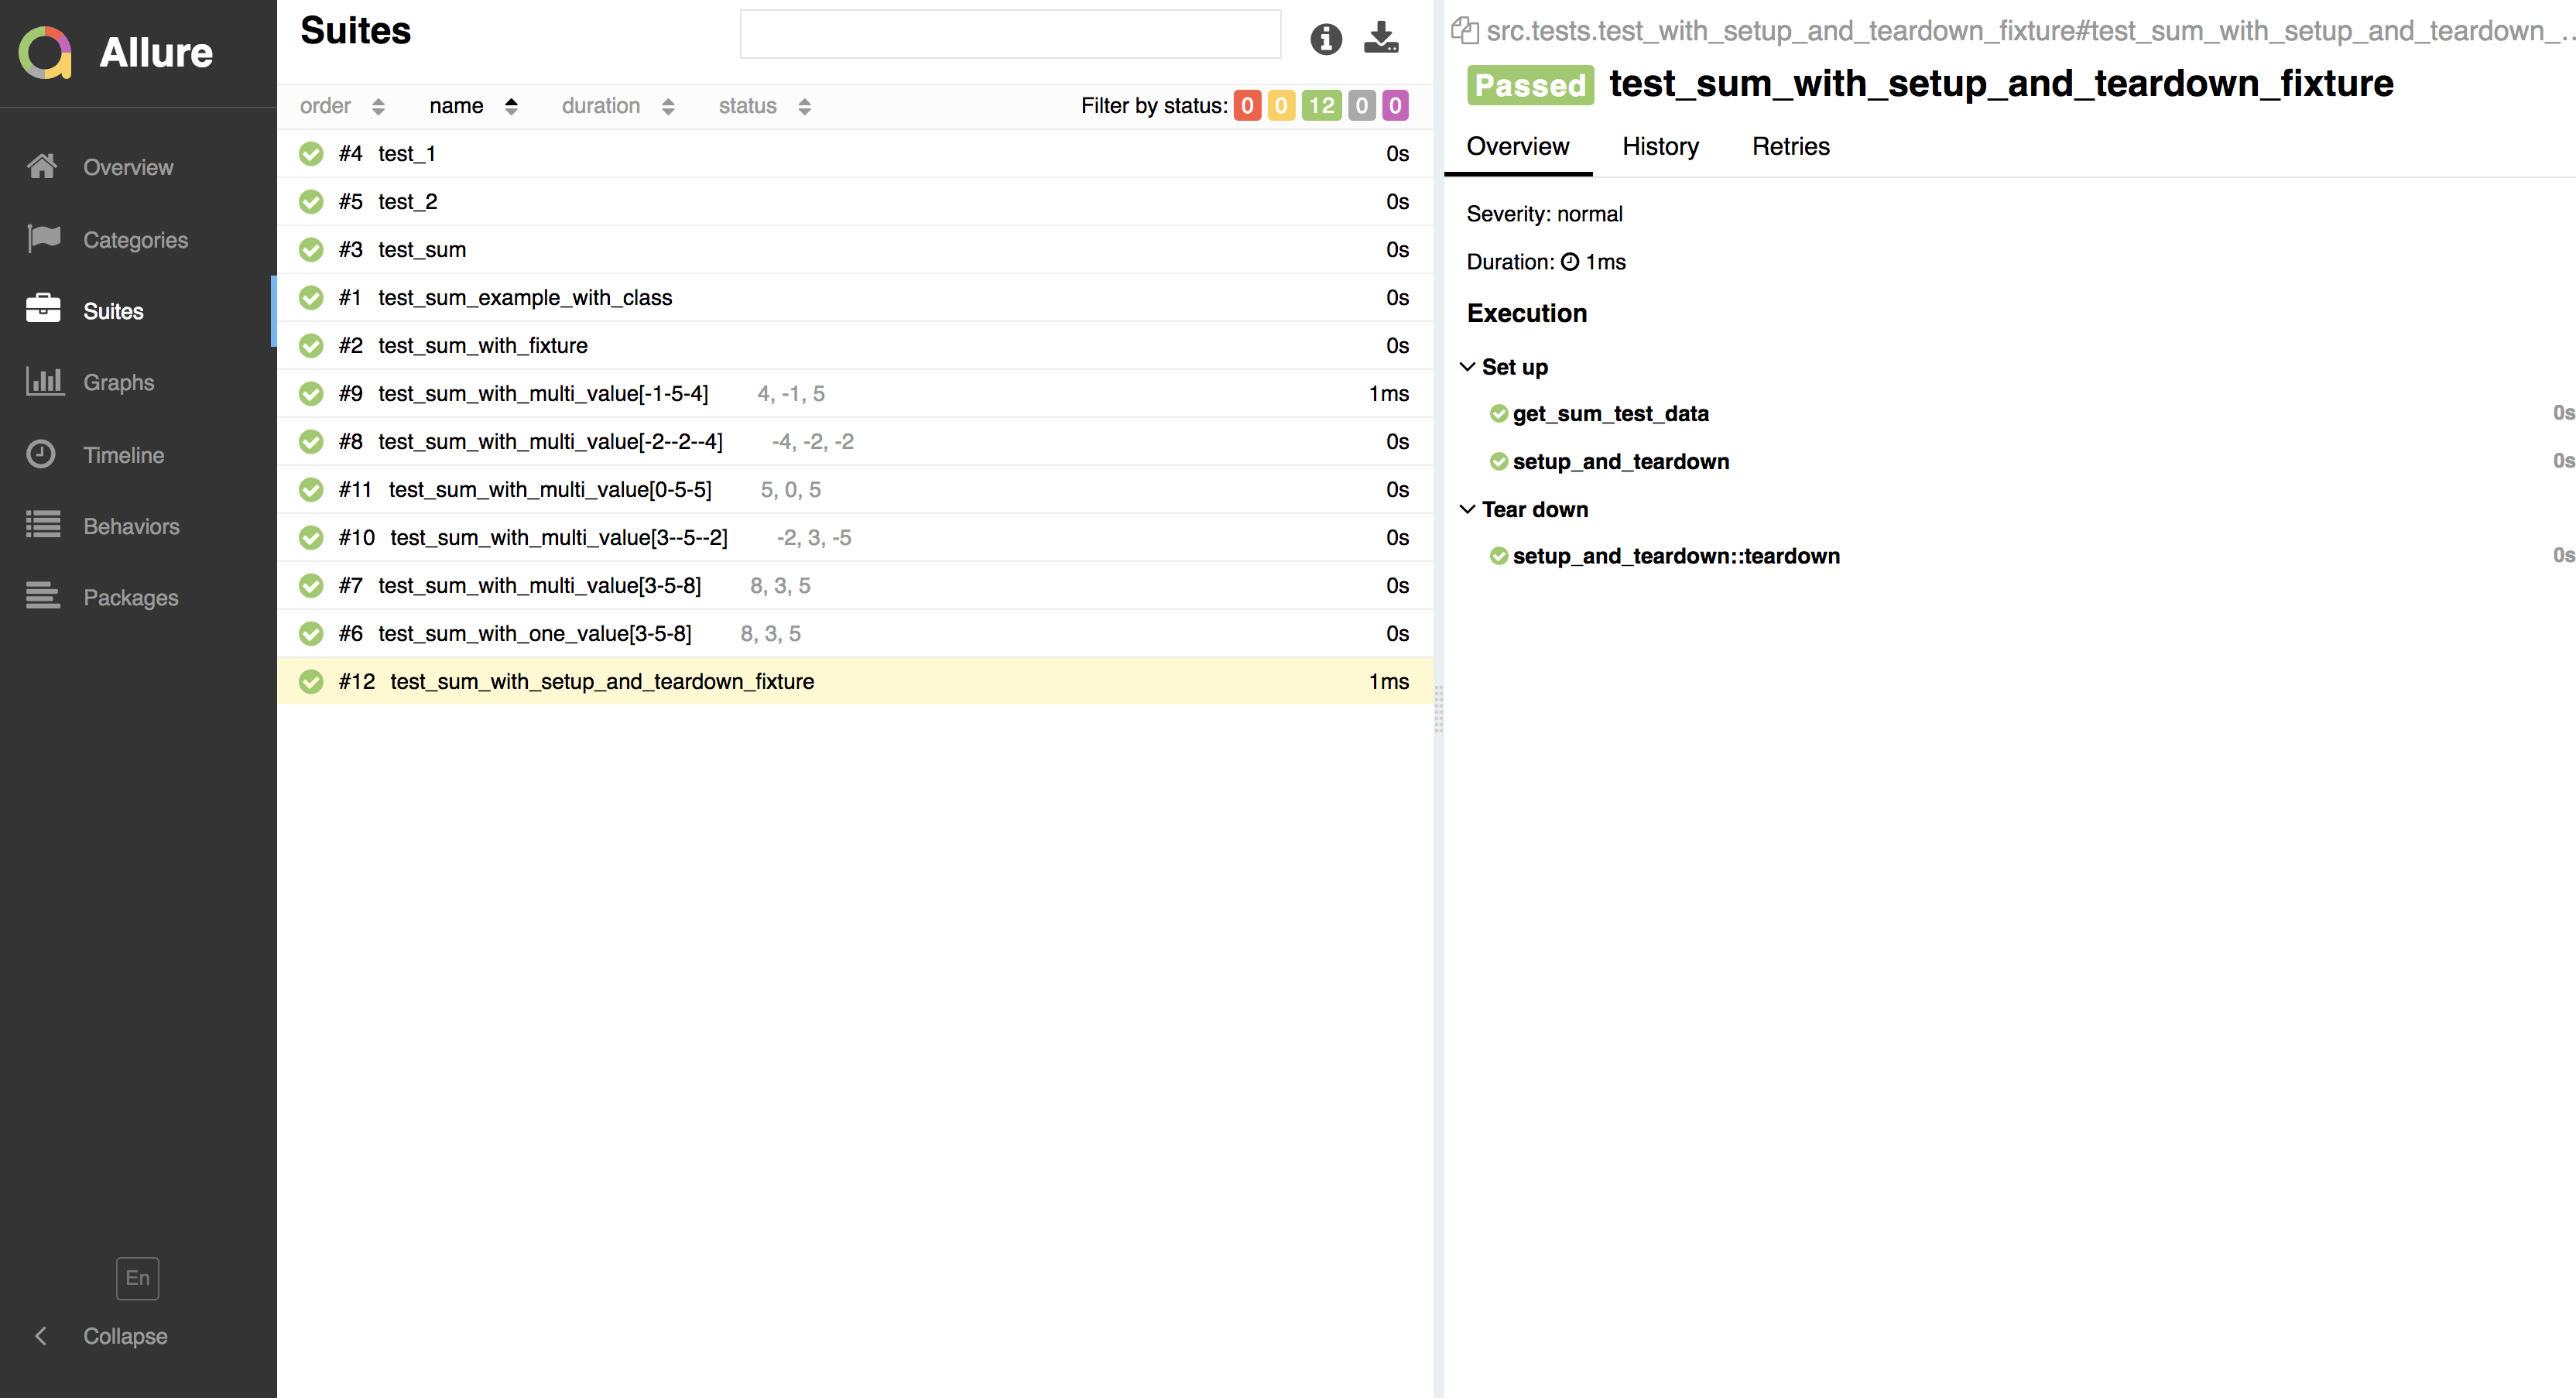 Allure
Overview
Categories
Suites
Graphs
Timeline
Behaviors
Packages
En
Collapse
Suites
order name duration status Filter by status: 0 0 12 0 0
#4 test_1 0s
#5 test_2 0s
#3 test_sum 0s
#1 test_sum_example_with_class 0s
#2 test_sum_with_fixture 0s
#9 test_sum_with_multi_value[-1-5-4] 4, -1, 5 1ms
#8 test_sum_with_multi_value[-2--2--4] -4, -2, -2 0s
#11 test_sum_with_multi_value[0-5-5] 5, 0, 5 0s
#10 test_sum_with_multi_value[3--5--2] -2, 3, -5 0s
#7 test_sum_with_multi_value[3-5-8] 8, 3, 5 0s
#6 test_sum_with_one_value[3-5-8] 8, 3, 5 0s
#12 test_sum_with_setup_and_teardown_fixture 1ms
src.tests.test_with_setup_and_teardown_fixture#test_sum_with_setup_and_teardown_...
Passed test_sum_with_setup_and_teardown_fixture
Overview History Retries
Severity: normal
Duration: 1ms
Execution
Set up
get_sum_test_data 0s
setup_and_teardown 0s
Tear down
setup_and_teardown::teardown 0s